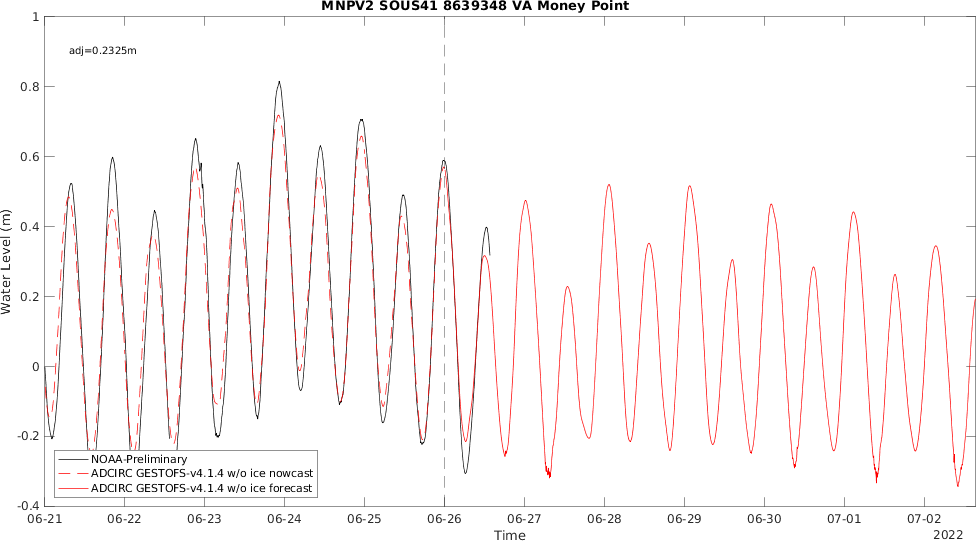 MNPV2 SOUS41 8639348 VA Money Point
adj=0.2325m
Water Level (m)
1
0.8
0.6
0.4
0.2
0
-0.2
-0.4
NOAA-Preliminary
ADCIRC GESTOFS-v4.1.4 w/o ice nowcast
ADCIRC GESTOFS-v4.1.4 w/o ice forecast
06-21 06-22 06-23 06-24 06-25 06-26 06-27 06-28 06-29 06-30 07-01 07-02
Time
2022